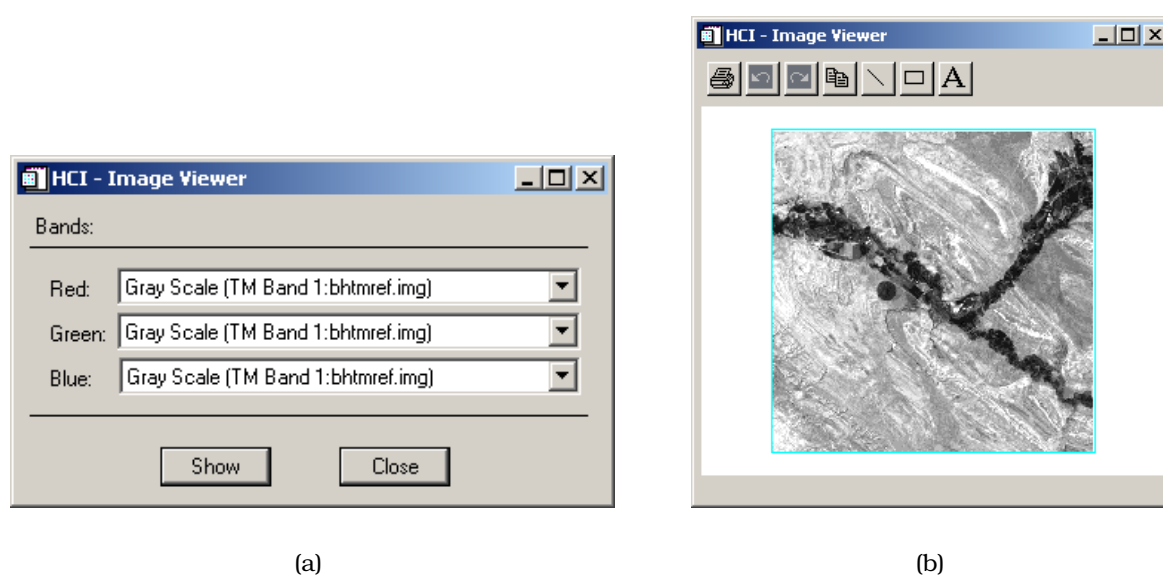 HCI - Image Viewer
Bands:
Red: Gray Scale (TM Band 1:bhtmref.img)
Green: Gray Scale (TM Band 1:bhtmref.img)
Blue: Gray Scale (TM Band 1:bhtmref.img)
Show Close
(a)
HCI - Image Viewer
A
(b)